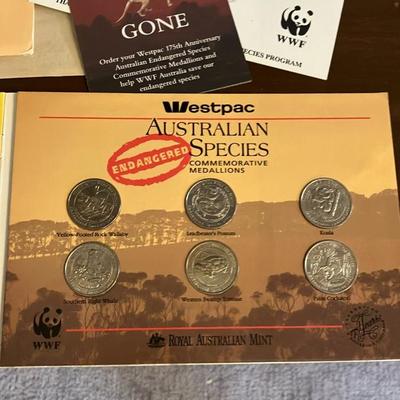 GONE
Order your Westpac 175th Anniversary
Australian Endangered Species
Commemorative Medallions and
help WWF Australia save our
endangered species
WWF
SPECIES PROGRAM
Westpac
AUSTRALIAN
ENDANGERED
SPECIES
COMMEMORATIVE
MEDALLIONS
Yellow-Footed Rock Wallaby
Leadbeater's Possum
Koala
Southern Right Whale
Western Swamp Tortoise
Palm Cockatoo
WWF
ROYAL AUSTRALIAN MINT